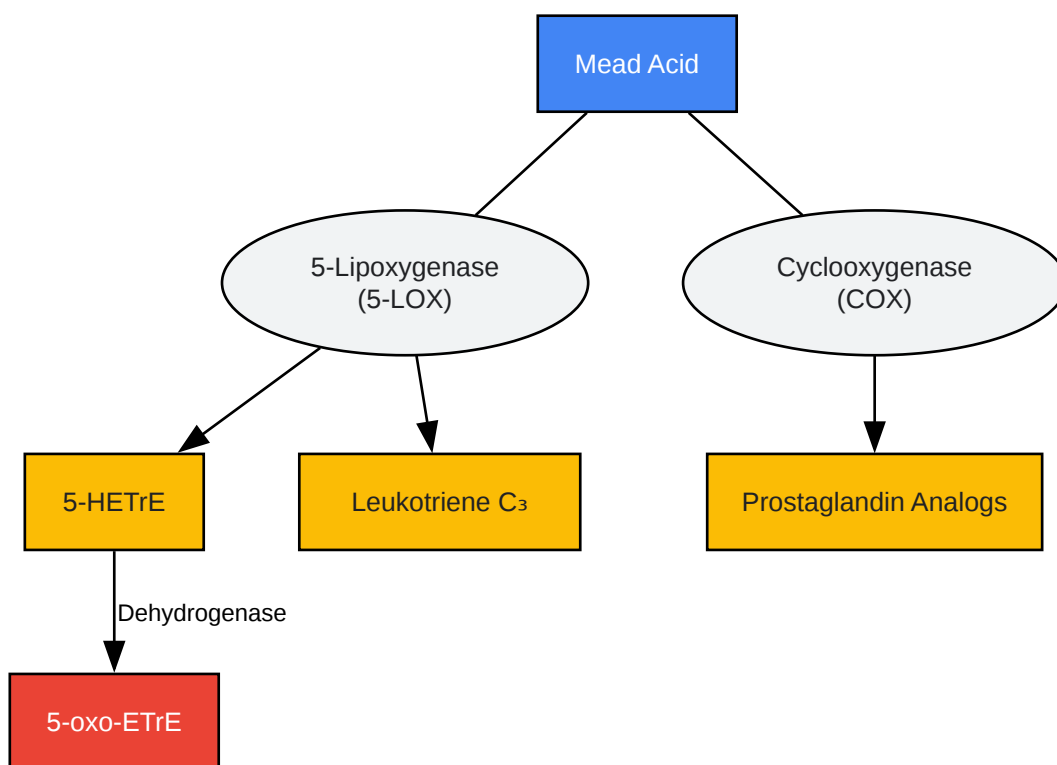 Mead Acid
5-Lipoxygenase
(5-LOX)
Cyclooxygenase
(COX)
5-HETrE
Leukotriene C₃
Prostaglandin Analogs
Dehydrogenase
5-oxo-ETrE